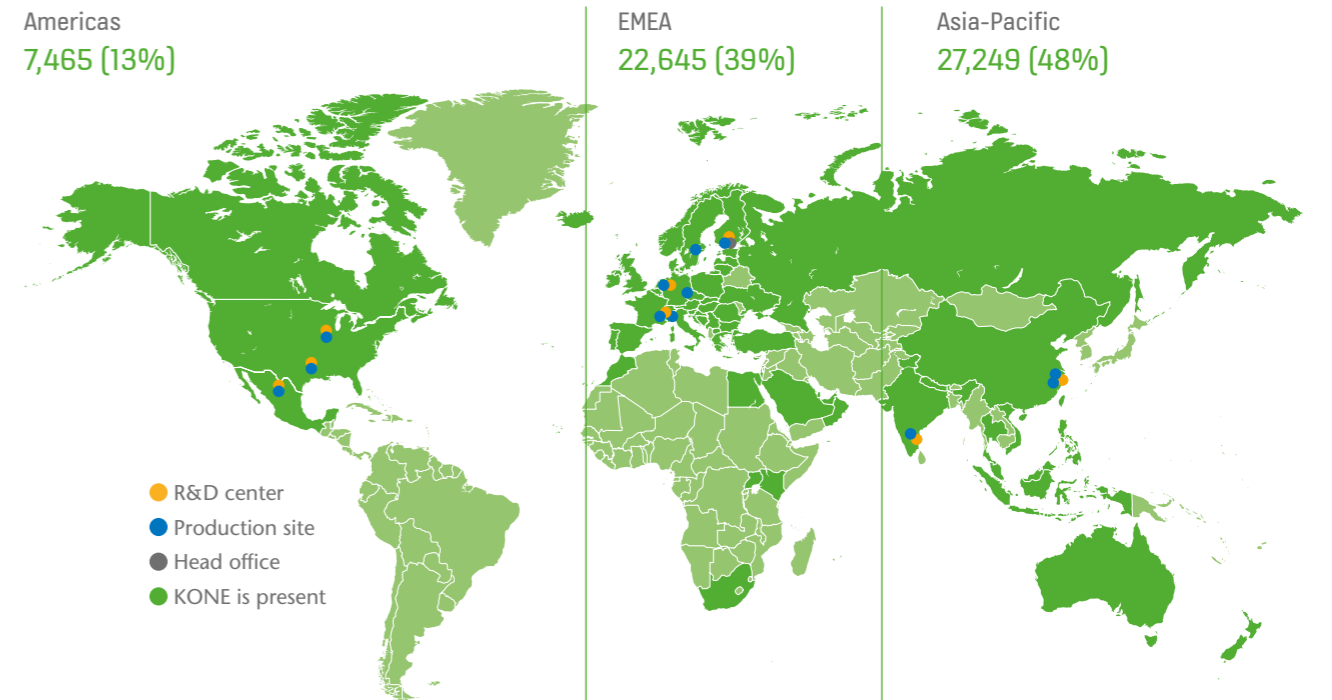 Americas
7,465 (13%)
EMEA
22,645 (39%)
Asia-Pacific
27,249 (48%)
R&D center
Production site
Head office
KONE is present